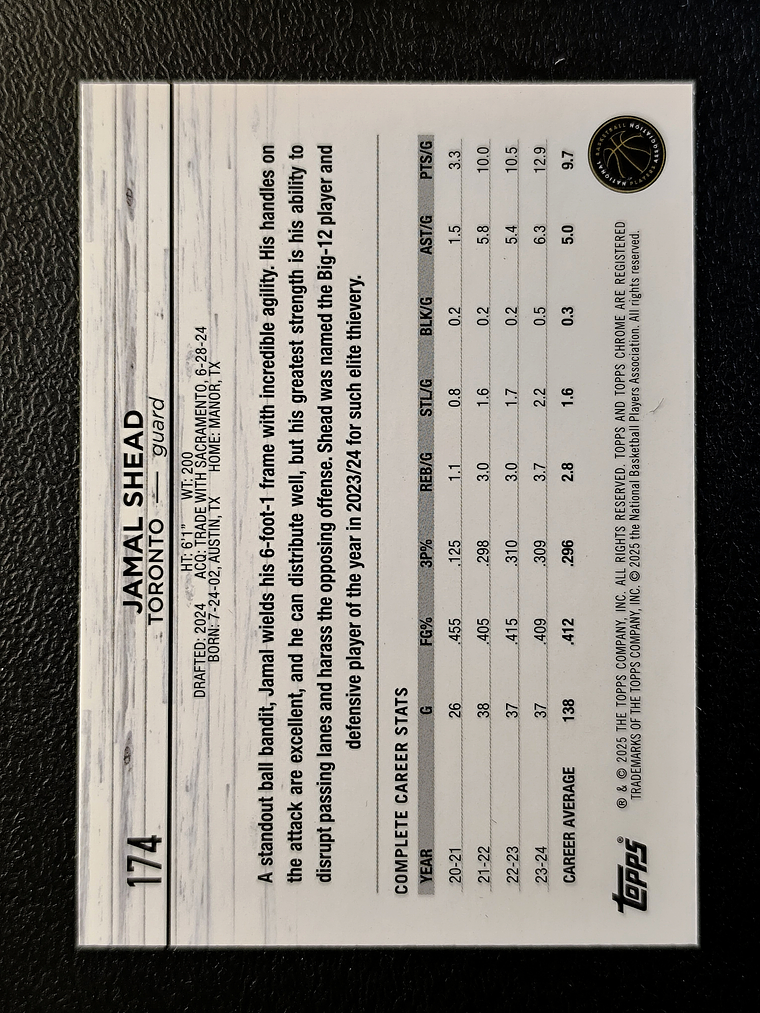 174
JAMAL SHEAD
TORONTO — guard
HT: 6'1" WT: 200
DRAFTED: 2024 ACQ: TRADE WITH SACRAMENTO, 6-28-24
BORN: 7-24-02, AUSTIN, TX HOME: MANOR, TX
A standout ball bandit, Jamal wields his 6-foot-1 frame with incredible agility. His handles on
the attack are excellent, and he can distribute well, but his greatest strength is his ability to
disrupt passing lanes and harass the opposing offense. Shead was named the Big-12 player and
defensive player of the year in 2023/24 for such elite thievery.
COMPLETE CAREER STATS
YEAR G FG% 3P% REB/G STL/G BLK/G AST/G PTS/G
20-21 26 .455 .125 1.1 0.8 0.2 1.5 3.3
21-22 38 .405 .298 3.0 1.6 0.2 5.8 10.0
22-23 37 .415 .310 3.0 1.7 0.2 5.4 10.5
23-24 37 .409 .309 3.7 2.2 0.5 6.3 12.9
CAREER AVERAGE 138 .412 .296 2.8 1.6 0.3 5.0 9.7
topps®
® & © 2025 THE TOPPS COMPANY, INC. ALL RIGHTS RESERVED. TOPPS AND TOPPS CHROME ARE REGISTERED
TRADEMARKS OF THE TOPPS COMPANY, INC. © 2025 the National Basketball Players Association. All rights reserved.
NATIONAL BASKETBALL PLAYERS ASSOCIATION